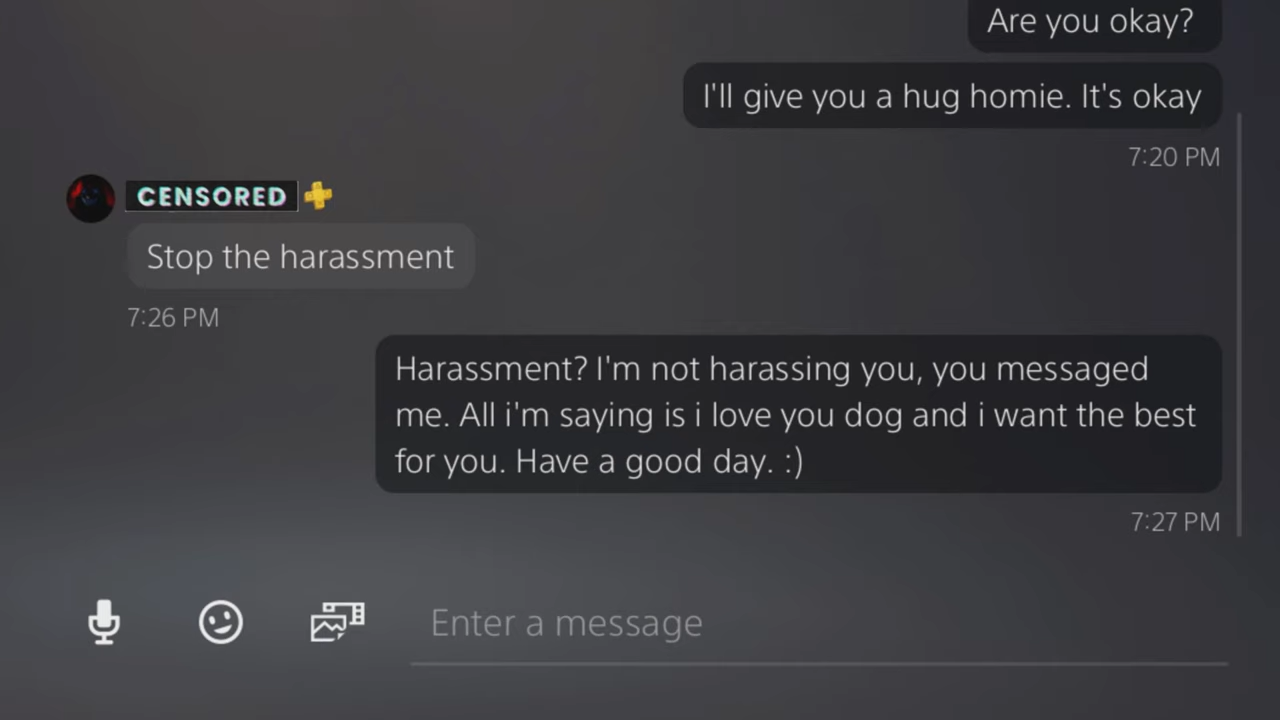 Are you okay?
I'll give you a hug homie. It's okay
7:20 PM
CENSORED
Stop the harassment
7:26 PM
Harassment? I'm not harassing you, you messaged
me. All i'm saying is i love you dog and i want the best
for you. Have a good day. :)
7:27 PM
Enter a message